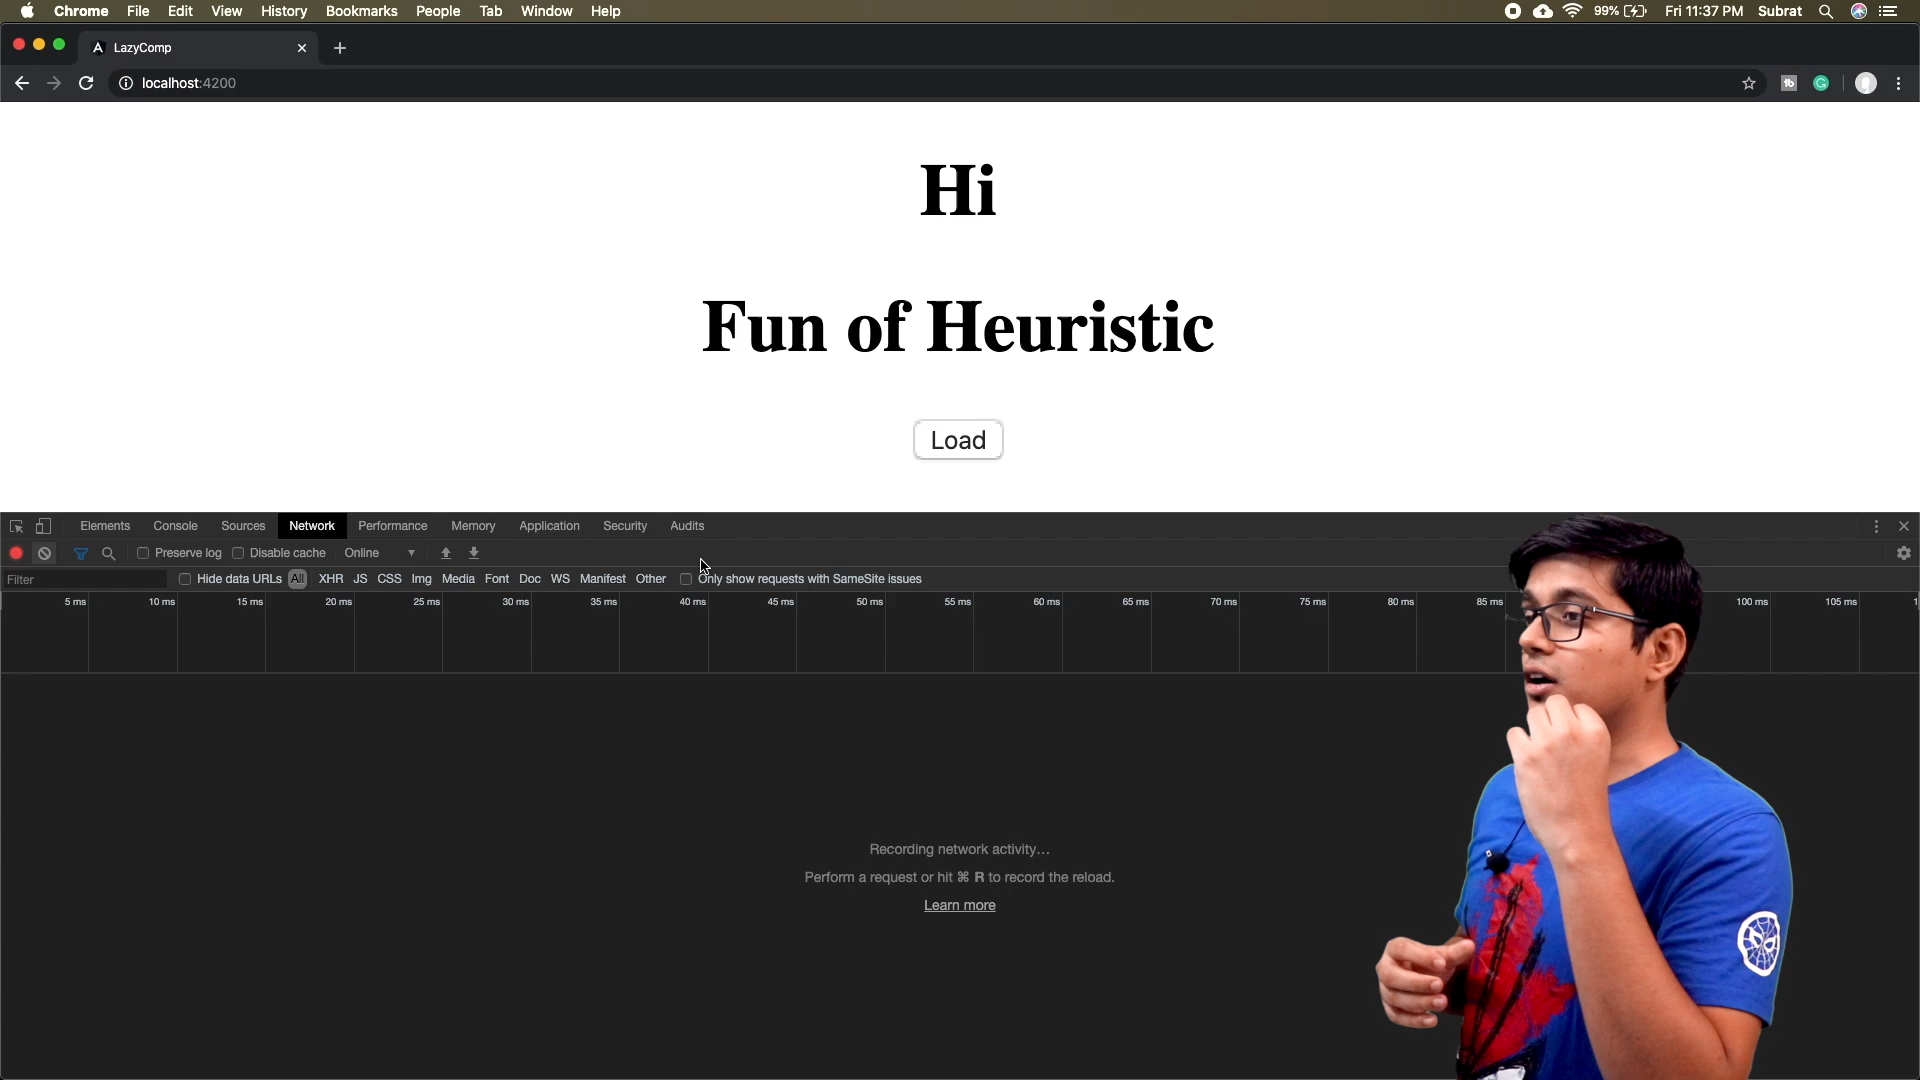 Chrome File Edit View History Bookmarks People Tab Window Help 99% Fri 11:37 PM Subrat
LazyComp
localhost:4200
Hi
Fun of Heuristic
Load
Elements Console Sources Network Performance Memory Application Security Audits
Preserve log Disable cache Online
Filter Hide data URLs All XHR JS CSS Img Media Font Doc WS Manifest Other Only show requests with SameSite issues
5 ms 10 ms 15 ms 20 ms 25 ms 30 ms 35 ms 40 ms 45 ms 50 ms 55 ms 60 ms 65 ms 70 ms 75 ms 80 ms 85 ms 100 ms 105 ms
Recording network activity…
Perform a request or hit ⌘ R to record the reload.
Learn more